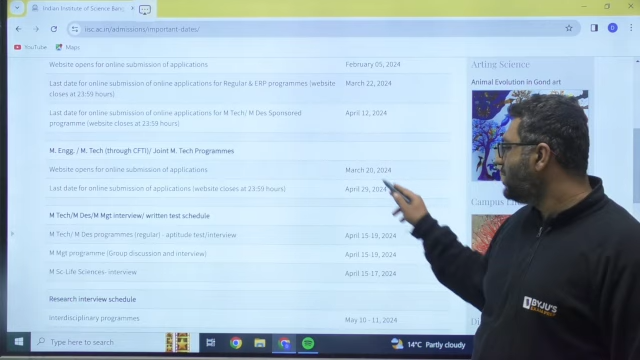 Indian Institute of Science Bang
iisc.ac.in/admissions/important-dates/
YouTube
Maps
Website opens for online submission of applications
February 05, 2024
Last date for online submission of online applications for Regular & ERP programmes (website
closes at 23:59 hours)
March 22, 2024
Last date for online submission of online applications for M Tech/ M Des Sponsored
programme (website closes at 23:59 hours)
April 12, 2024
M. Engg. / M. Tech (through CFTI)/ Joint M. Tech Programmes
Website opens for online submission of applications
March 20, 2024
Last date for online submission of applications (website closes at 23:59 hours)
April 25, 2024
M Tech/M Des/M Mgt interview/ written test schedule
M Tech/ M Des programmes (regular) - aptitude test/interview
April 15-19, 2024
M Mgt programme (Group discussion and interview)
April 15-19, 2024
M Sc-Life Sciences- interview
April 15-17, 2024
Research interview schedule
Interdisciplinary programmes
May 10 - 11, 2024
Arting Science
Animal Evolution in Gond art
Campus
BYJU'S
Type here to search
14°C Partly cloudy